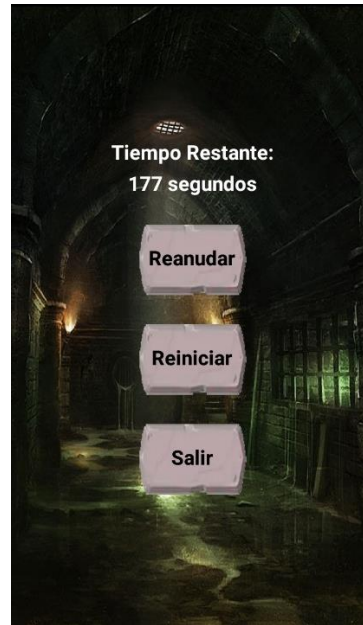 Tiempo Restante:
177 segundos
Reanudar
Reiniciar
Salir